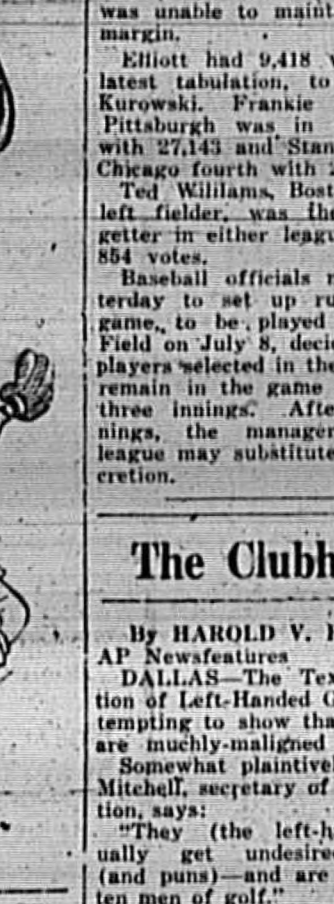 was unable to maint
margin.
Elliott had 9,418 v
latest tabulation, to
Kurowski. Frankie
Pittsburgh was in
with 27,143 and Stan
Chicago fourth with 2
Ted Wililams, Bost
left fielder, was the
getter in either leagu
854 votes.
Baseball officials m
terday to set up ru
game, to be played
Field on July 8, decid
players selected in the
remain in the game
three innings. Afte
nings, the manager
league may substitute
cretion.
The Clubh
By HAROLD V. R
AP Newsfeatures
DALLAS—The Tex
tion of Left-Handed G
tempting to show tha
are muchly-maligned
Somewhat plaintivel
Mitchell, secretary of
tion, says:
"They (the left-h
ually get undesire
(and puns)—and are
ten men of golf."